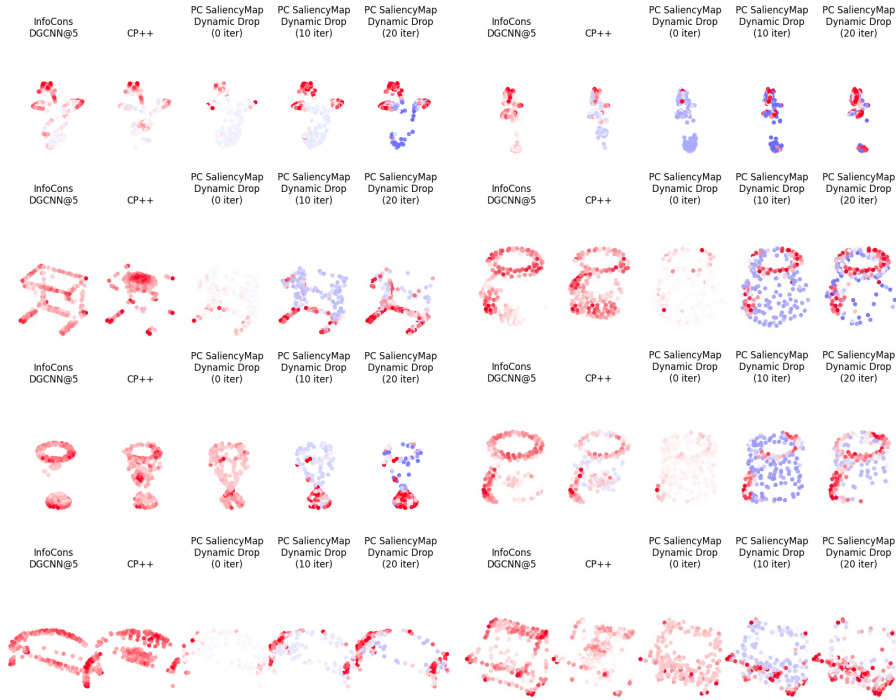 InfoCons
DGCNN@5
CP++
PC SaliencyMap
Dynamic Drop
(0 iter)
PC SaliencyMap
Dynamic Drop
(10 iter)
PC SaliencyMap
Dynamic Drop
(20 iter)
InfoCons
DGCNN@5
CP++
PC SaliencyMap
Dynamic Drop
(0 iter)
PC SaliencyMap
Dynamic Drop
(10 iter)
PC SaliencyMap
Dynamic Drop
(20 iter)
InfoCons
DGCNN@5
CP++
PC SaliencyMap
Dynamic Drop
(0 iter)
PC SaliencyMap
Dynamic Drop
(10 iter)
PC SaliencyMap
Dynamic Drop
(20 iter)
InfoCons
DGCNN@5
CP++
PC SaliencyMap
Dynamic Drop
(0 iter)
PC SaliencyMap
Dynamic Drop
(10 iter)
PC SaliencyMap
Dynamic Drop
(20 iter)
InfoCons
DGCNN@5
CP++
PC SaliencyMap
Dynamic Drop
(0 iter)
PC SaliencyMap
Dynamic Drop
(10 iter)
PC SaliencyMap
Dynamic Drop
(20 iter)
InfoCons
DGCNN@5
CP++
PC SaliencyMap
Dynamic Drop
(0 iter)
PC SaliencyMap
Dynamic Drop
(10 iter)
PC SaliencyMap
Dynamic Drop
(20 iter)
InfoCons
DGCNN@5
CP++
PC SaliencyMap
Dynamic Drop
(0 iter)
PC SaliencyMap
Dynamic Drop
(10 iter)
PC SaliencyMap
Dynamic Drop
(20 iter)
InfoCons
DGCNN@5
CP++
PC SaliencyMap
Dynamic Drop
(0 iter)
PC SaliencyMap
Dynamic Drop
(10 iter)
PC SaliencyMap
Dynamic Drop
(20 iter)